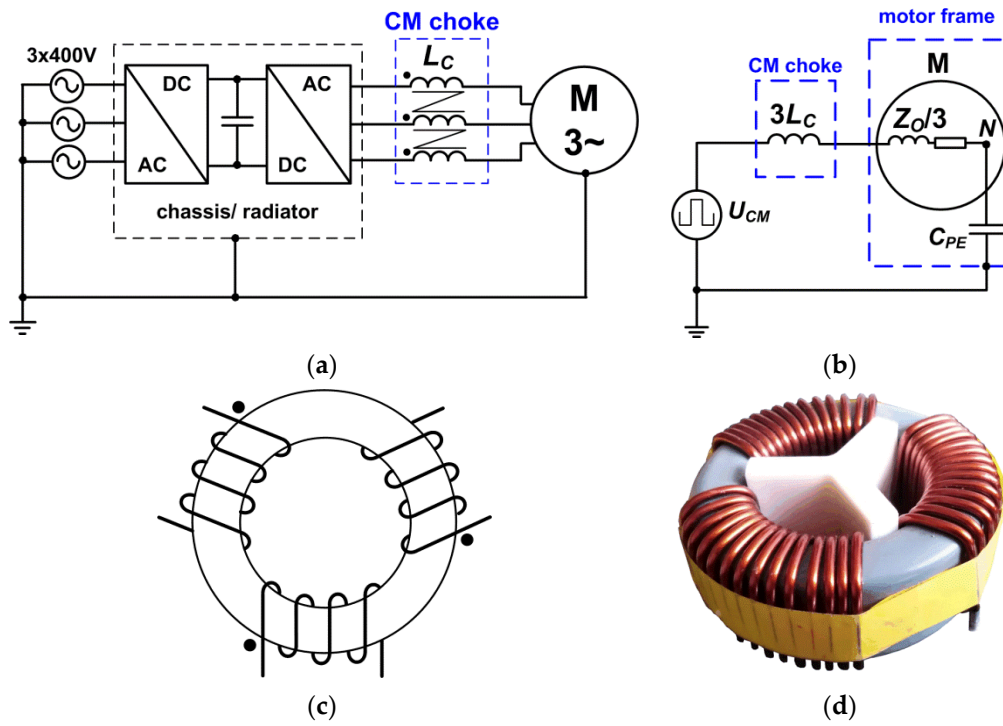 CM choke
3x400V
L_C
DC
AC
M
3~
AC
DC
chassis/ radiator
motor frame
CM choke
M
3L_C
Z_O/3
N
U_CM
C_PE
(a)
(b)
(c)
(d)